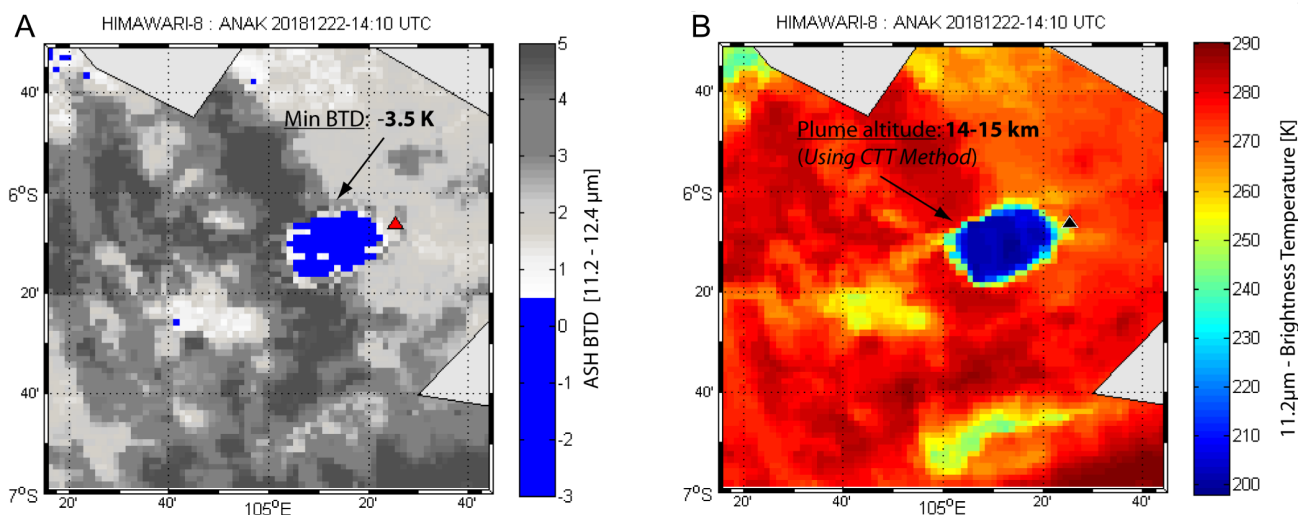 A
HIMAWARI-8 : ANAK 20181222-14:10 UTC
40'
6°S
20'
40'
7°S
20'
40'
105°E
20'
40'
Min BTD: -3.5 K
5
4
3
2
1
0
-1
-2
-3
ASH BTD [11.2 - 12.4 µm]
B
HIMAWARI-8 : ANAK 20181222-14:10 UTC
40'
6°S
20'
40'
7°S
20'
40'
105°E
20'
40'
Plume altitude: 14-15 km
(Using CTT Method)
290
280
270
260
250
240
230
220
210
200
11.2µm - Brightness Temperature [K]